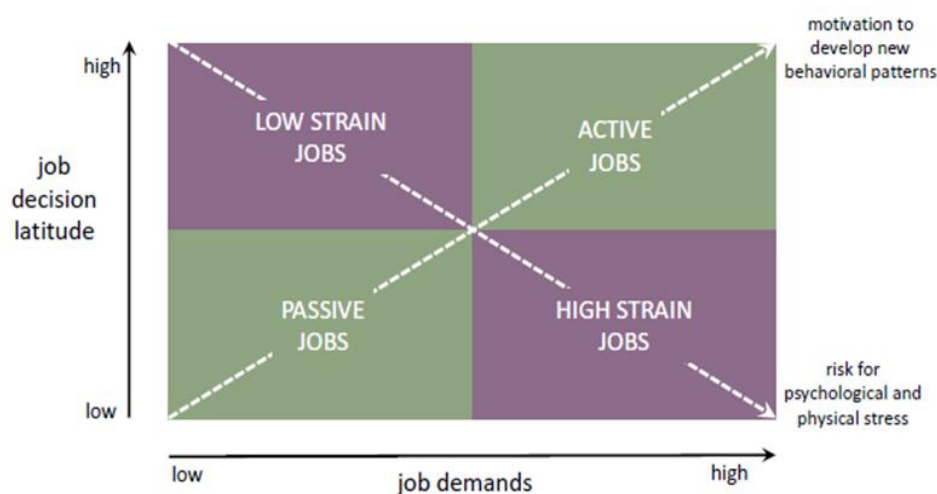 motivation to
develop new
behavioral patterns
high
LOW STRAIN
JOBS
ACTIVE
JOBS
job
decision
latitude
PASSIVE
JOBS
HIGH STRAIN
JOBS
risk for
psychological and
physical stress
low
low
job demands
high